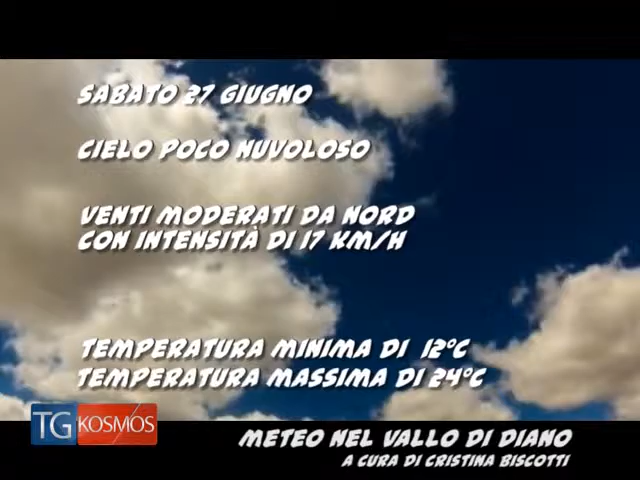 SABATO 27 GIUGNO
CIELO POCO NUVOLOSO
VENTI MODERATI DA NORD
CON INTENSITÀ DI 17 KM/H
TEMPERATURA MINIMA DI 12°C
TEMPERATURA MASSIMA DI 24°C
TG KOSMOS
METEO NEL VALLO DI DIANO
A CURA DI CRISTINA BISCOTTI